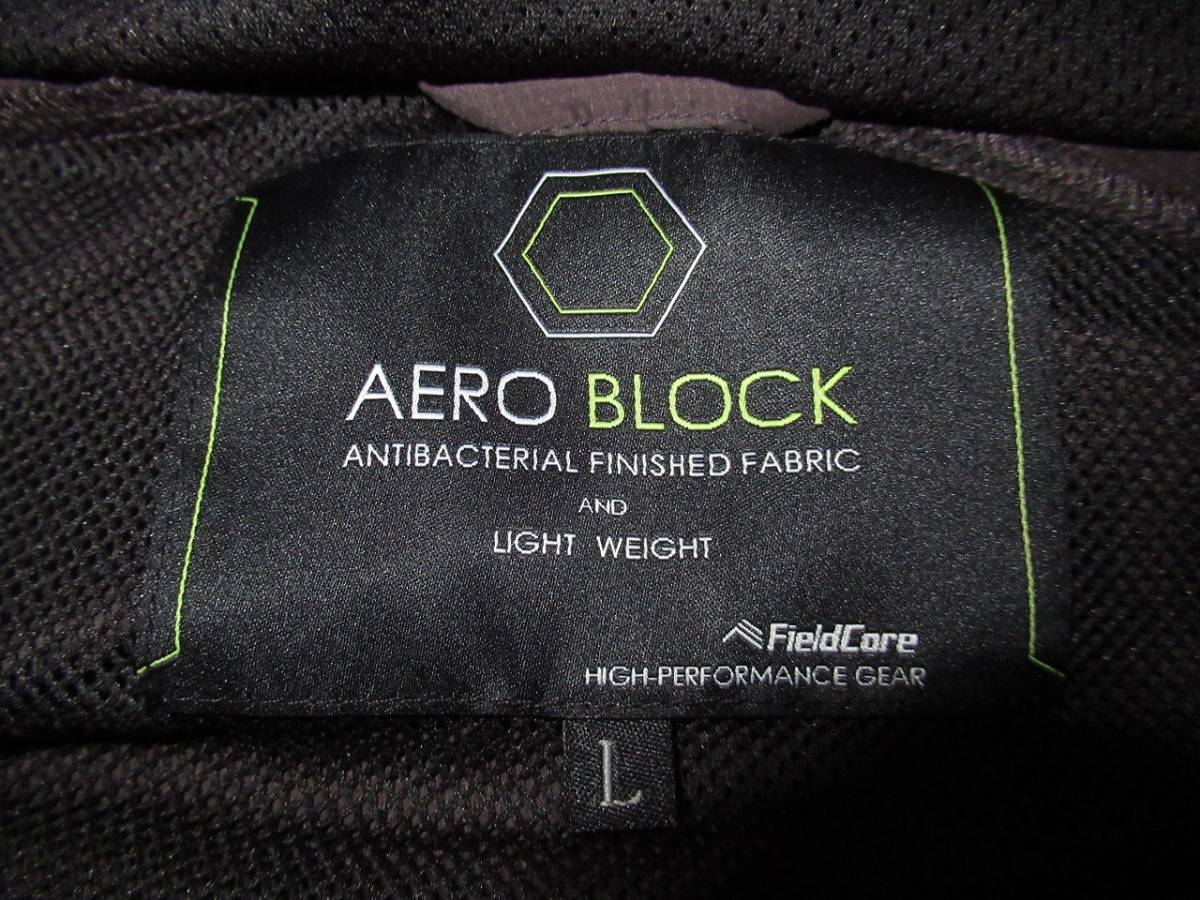 AERO BLOCK
ANTIBACTERIAL FINISHED FABRIC
AND
LIGHT WEIGHT
FieldCore
HIGH-PERFORMANCE GEAR
L